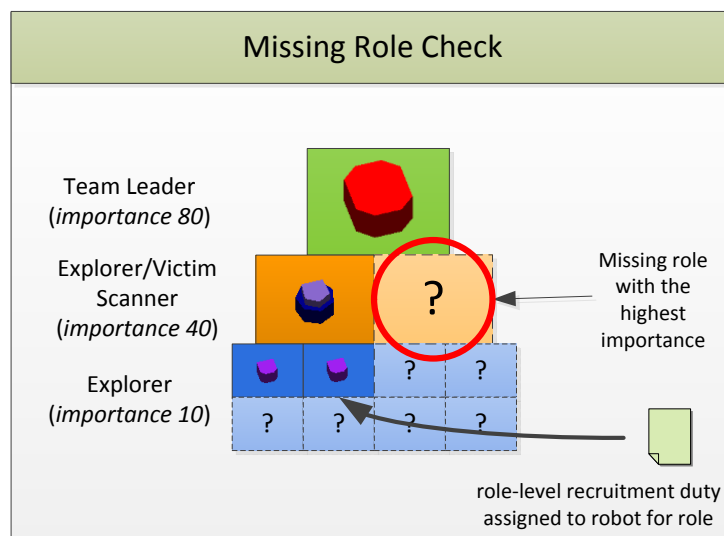 Missing Role Check
Team Leader
(importance 80)
Explorer/Victim
Scanner
(importance 40)
?
Missing role
with the
highest
importance
Explorer
(importance 10)
? ?
? ? ? ?
role-level recruitment duty
assigned to robot for role